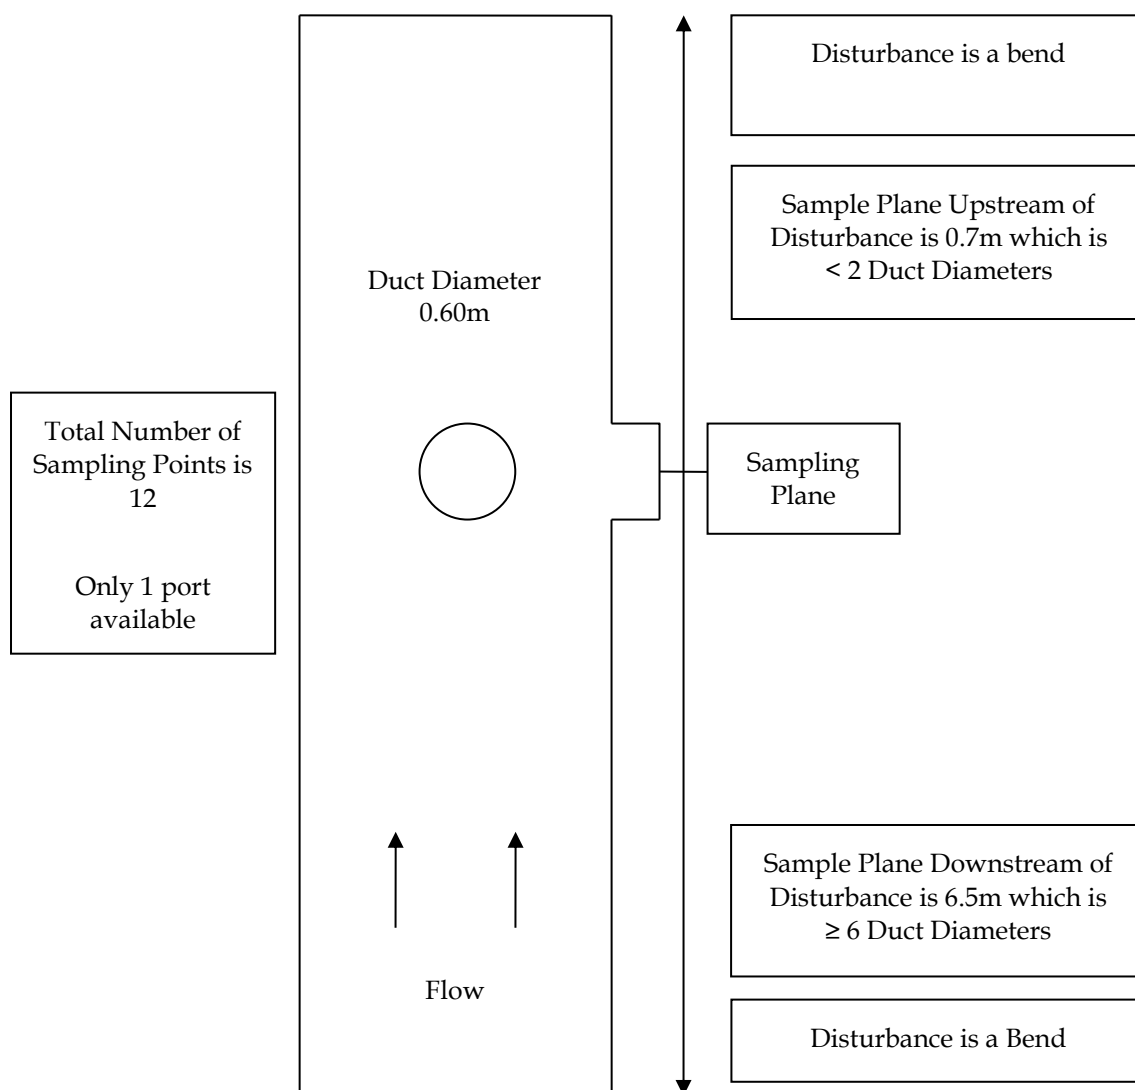 Disturbance is a bend
Sample Plane Upstream of
Disturbance is 0.7m which is
< 2 Duct Diameters
Duct Diameter
0.60m
Total Number of
Sampling Points is
12
Only 1 port
available
Sampling
Plane
Sample Plane Downstream of
Disturbance is 6.5m which is
≥ 6 Duct Diameters
Flow
Disturbance is a Bend